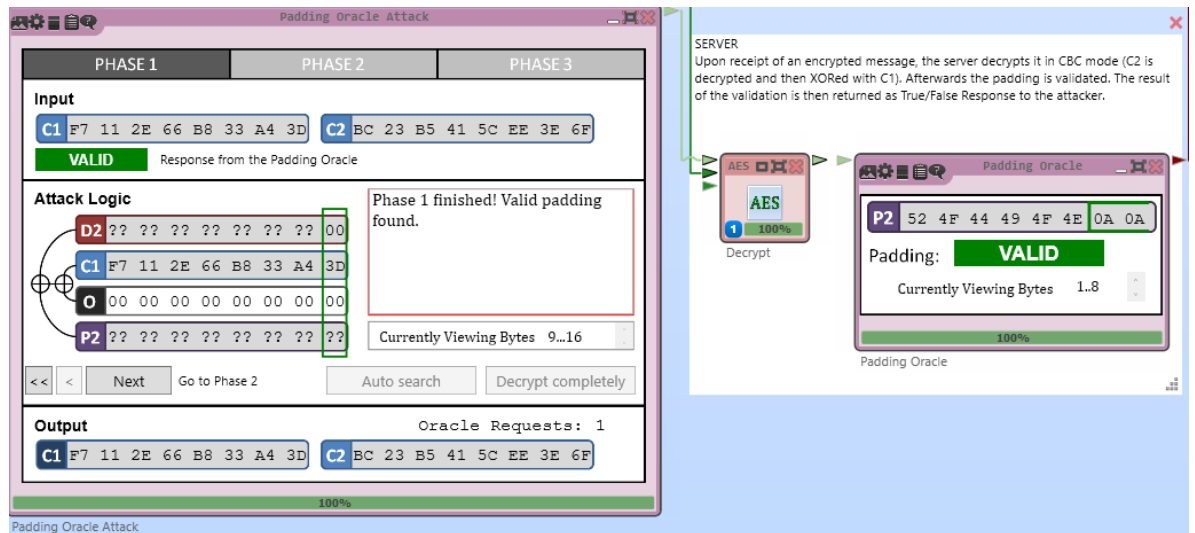 Padding Oracle Attack
PHASE 1 PHASE 2 PHASE 3
Input
C1 F7 11 2E 66 B8 33 A4 3D C2 BC 23 B5 41 5C EE 3E 6F
VALID Response from the Padding Oracle
Attack Logic
D2 ?? ?? ?? ?? ?? ?? ?? 00
C1 F7 11 2E 66 B8 33 A4 3D
O 00 00 00 00 00 00 00 00
P2 ?? ?? ?? ?? ?? ?? ?? ??
Phase 1 finished! Valid padding
found.
Currently Viewing Bytes 9...16
<< < Next Go to Phase 2 Auto search Decrypt completely
Output Oracle Requests: 1
C1 F7 11 2E 66 B8 33 A4 3D C2 BC 23 B5 41 5C EE 3E 6F
100%
Padding Oracle Attack
SERVER
Upon receipt of an encrypted message, the server decrypts it in CBC mode (C2 is
decrypted and then XORed with C1). Afterwards the padding is validated. The result
of the validation is then returned as True/False Response to the attacker.
AES
AES
1 100%
Decrypt
Padding Oracle
P2 52 4F 44 49 4F 4E 0A 0A
Padding: VALID
Currently Viewing Bytes 1..8
100%
Padding Oracle